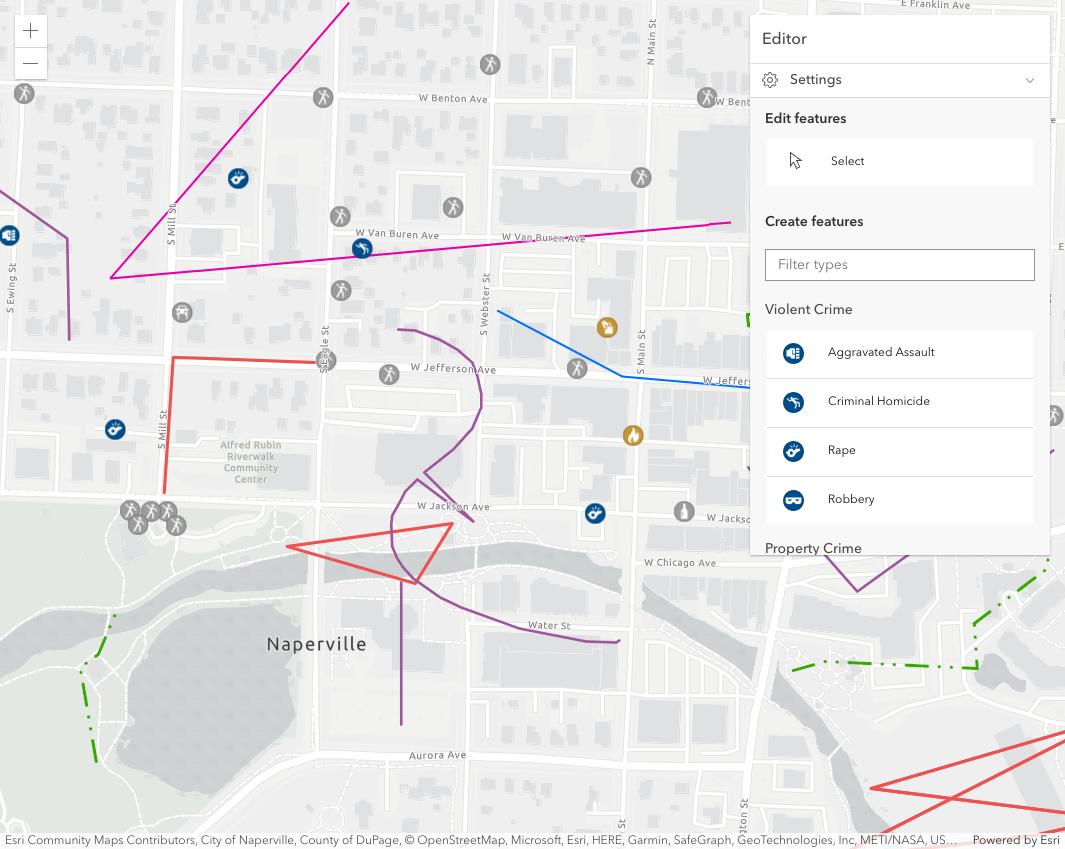 E Franklin Ave
N Main St
W Benton Ave
W Bent
S Mill St
W Van Buren Ave
W Van Buren Ave
S Ewing St
S Webster St
S Eagle St
S Main St
W Jefferson Ave
W Jeffers
S Mill St
Alfred Rubin
Riverwalk
Community
Center
W Jackson Ave
W Jackso
W Chicago Ave
Water St
Naperville
Aurora Ave
ngton St
St
Editor
Settings
Edit features
Select
Create features
Filter types
Violent Crime
Aggravated Assault
Criminal Homicide
Rape
Robbery
Property Crime
Esri Community Maps Contributors, City of Naperville, County of DuPage, © OpenStreetMap, Microsoft, Esri, HERE, Garmin, SafeGraph, GeoTechnologies, Inc, METI/NASA, US… Powered by Esri